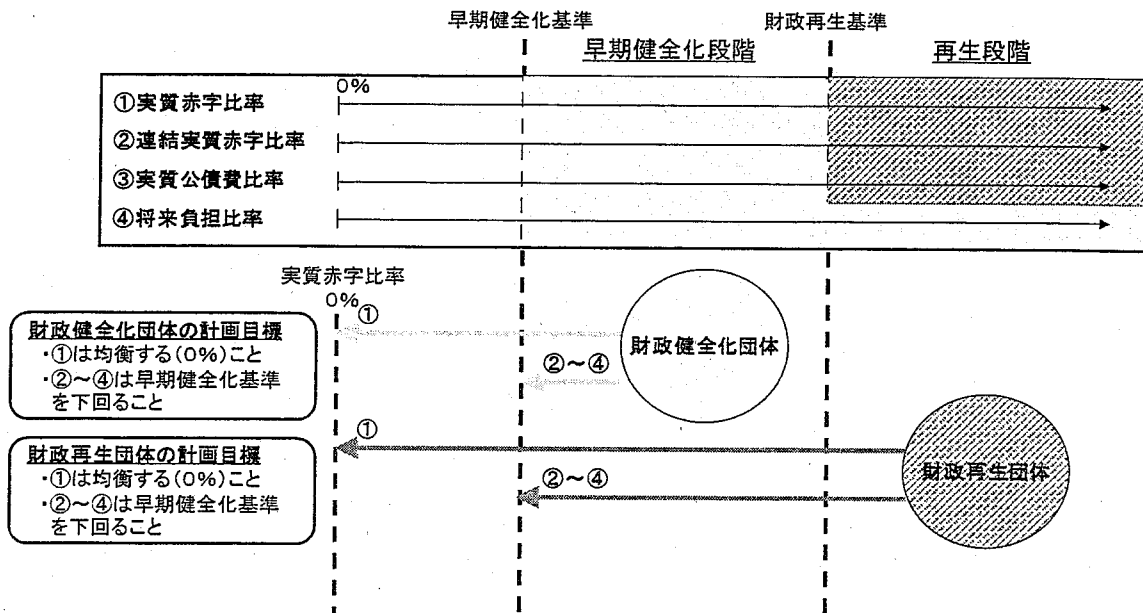 早期健全化基準
財政再生基準
早期健全化段階
再生段階
0%
①実質赤字比率
②連結実質赤字比率
③実質公債費比率
④将来負担比率
実質赤字比率
0%
①
財政健全化団体の計画目標
・①は均衡する(0%)こと
・②～④は早期健全化基準
を下回ること
②～④
財政健全化団体
①
財政再生団体の計画目標
・①は均衡する(0%)こと
・②～④は早期健全化基準
を下回ること
②～④
財政再生団体